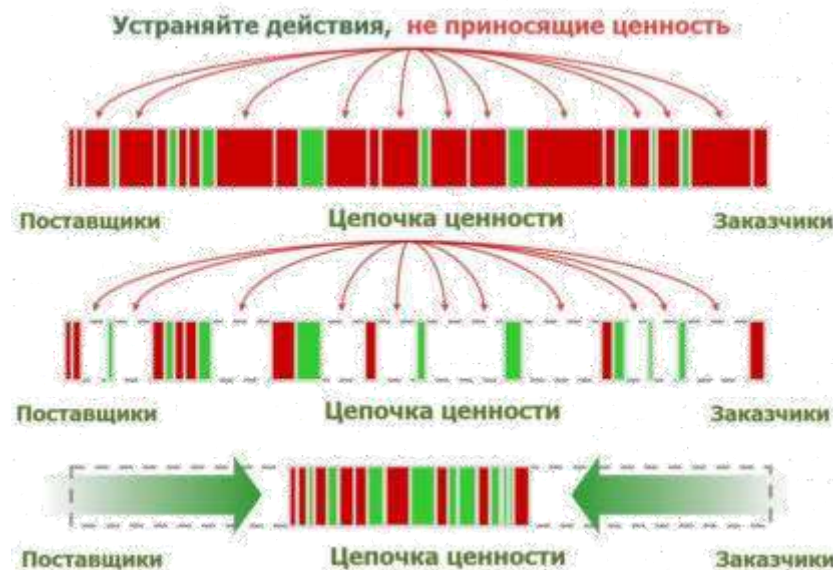 Устраняйте действия, не приносящие ценность
Поставщики Цепочка ценности Заказчики
Поставщики Цепочка ценности Заказчики
Поставщики Цепочка ценности Заказчики